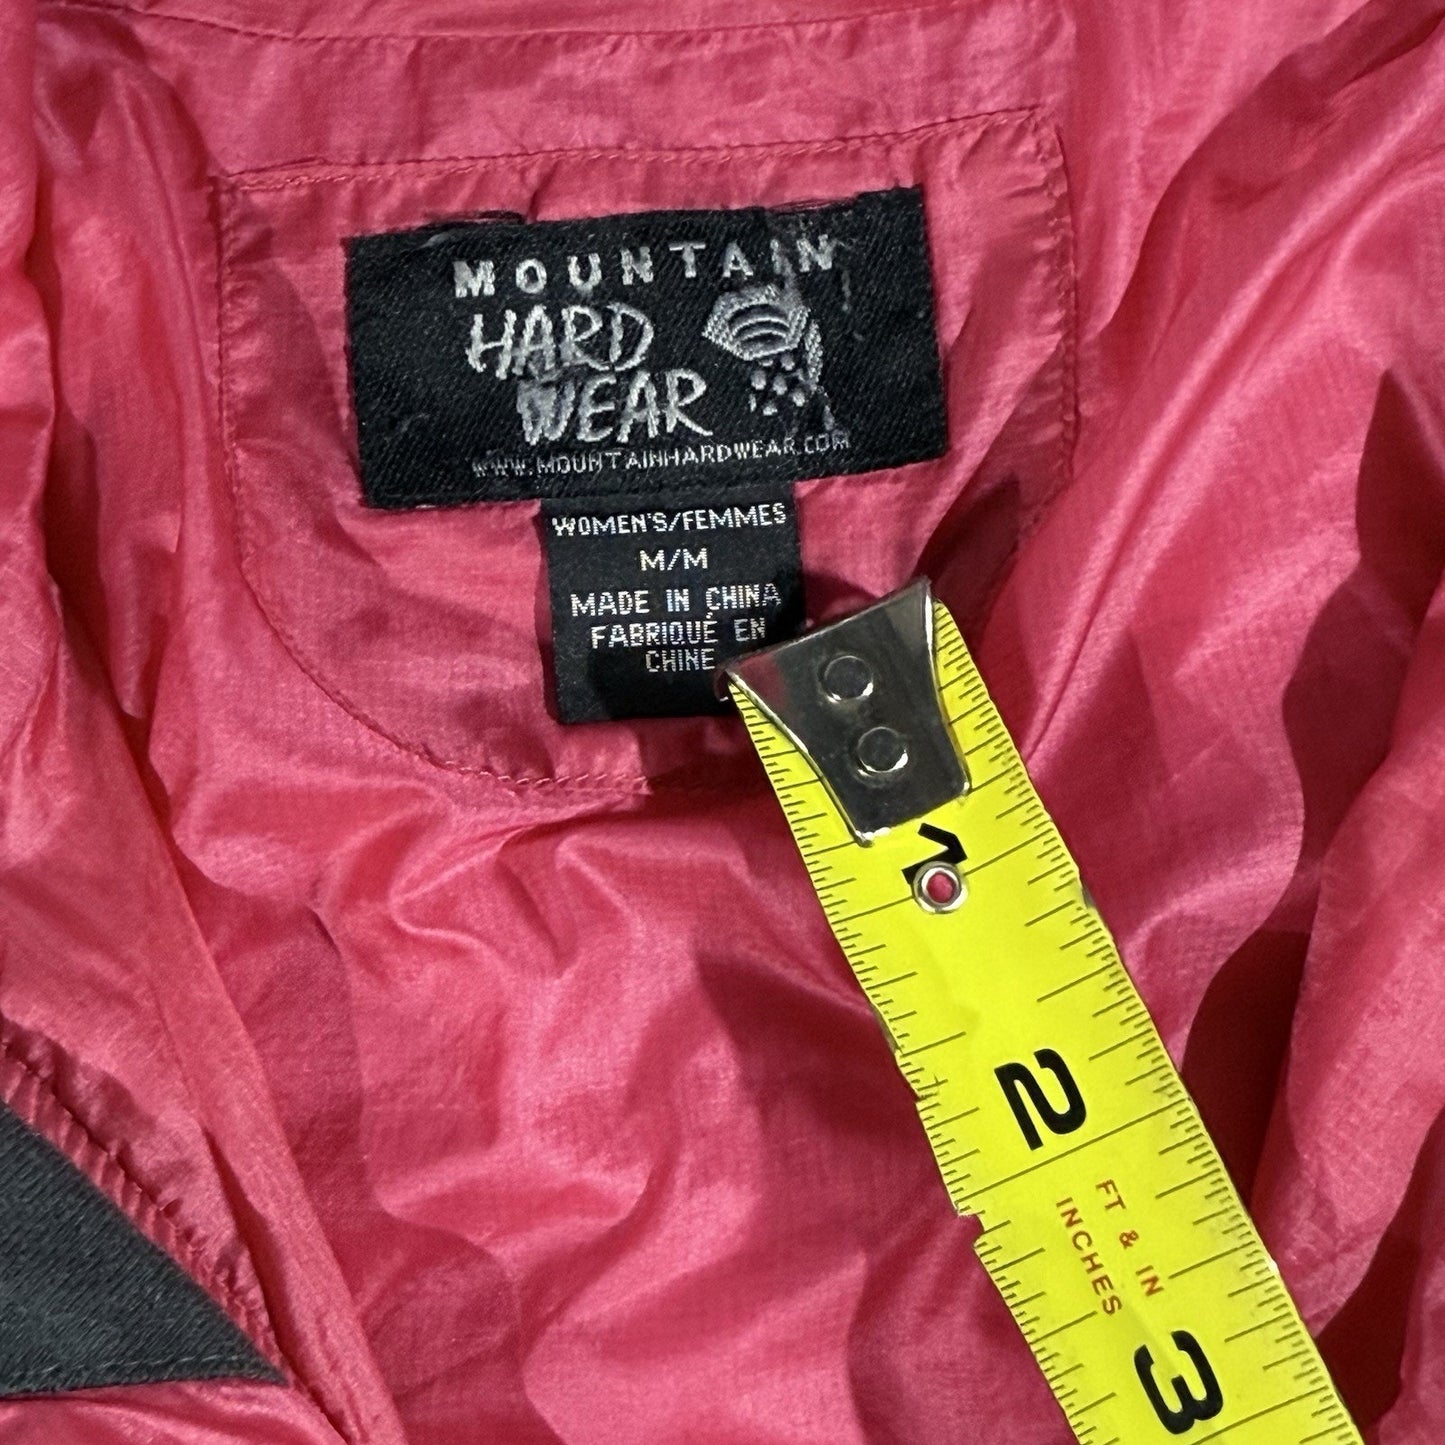 MOUNTAIN
HARD
WEAR
WWW.MOUNTAINHARDWEAR.COM
WOMEN'S/FEMMES
M/M
MADE IN CHINA
FABRIQUÉ EN
CHINE
1
2
FT & IN
INCHES
3